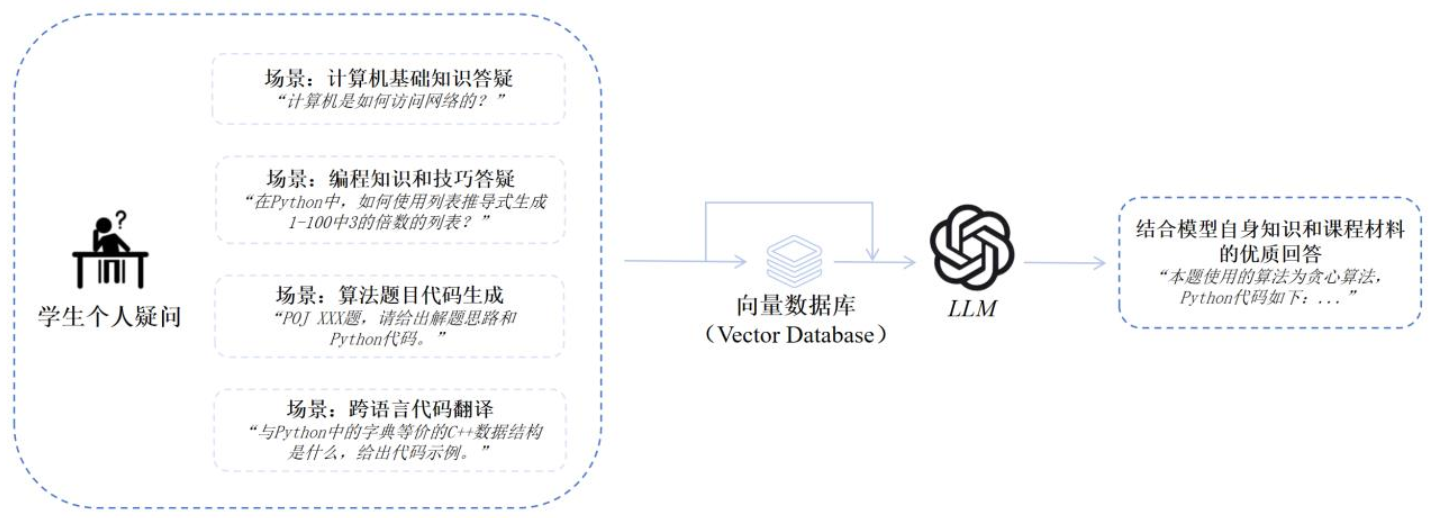 场景：计算机基础知识答疑
“计算机是如何访问网络的？”
场景：编程知识和技巧答疑
“在Python中，如何使用列表推导式生成
1-100中3的倍数的列表？”
学生个人疑问
场景：算法题目代码生成
“POJ XXX题，请给出解题思路和
Python代码。”
场景：跨语言代码翻译
“与Python中的字典等价的C++数据结构
是什么，给出代码示例。”
向量数据库
（Vector Database）
LLM
结合模型自身知识和课程材料
的优质回答
“本题使用的算法为贪心算法，
Python代码如下：...”